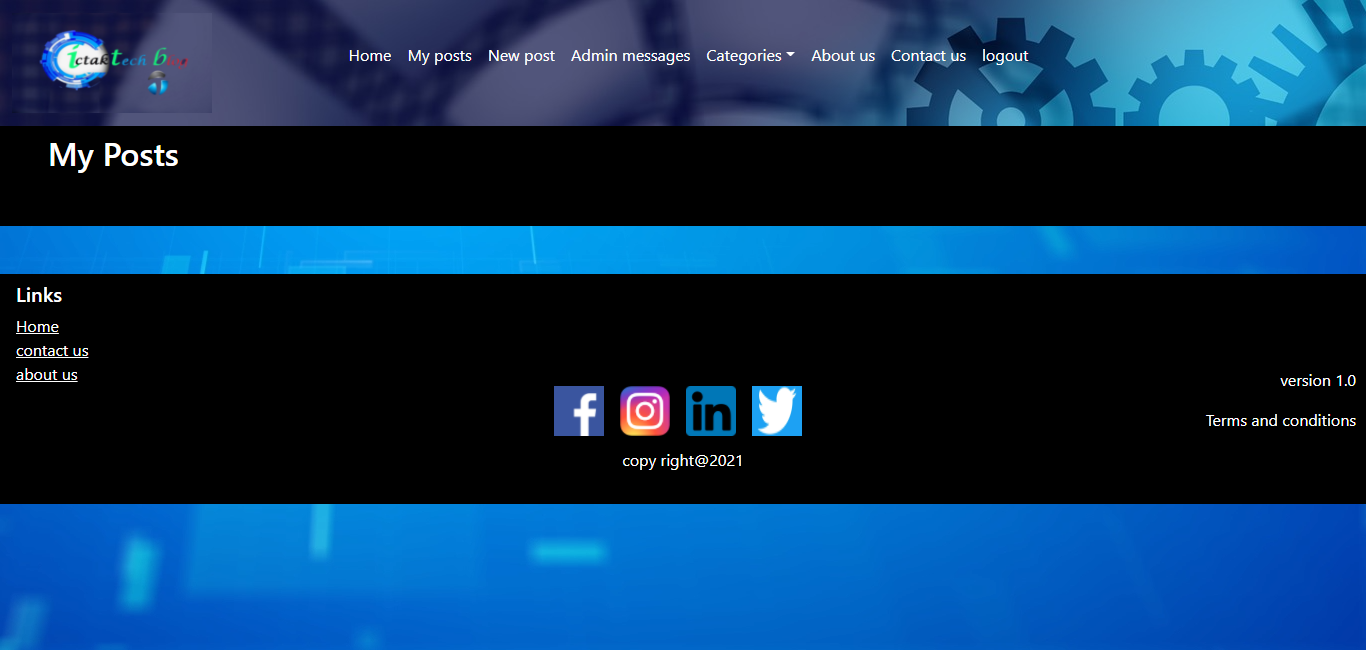 ictakTech Blog
Home My posts New post Admin messages Categories About us Contact us logout
My Posts
Links
Home
contact us
about us
version 1.0
Terms and conditions
copy right@2021